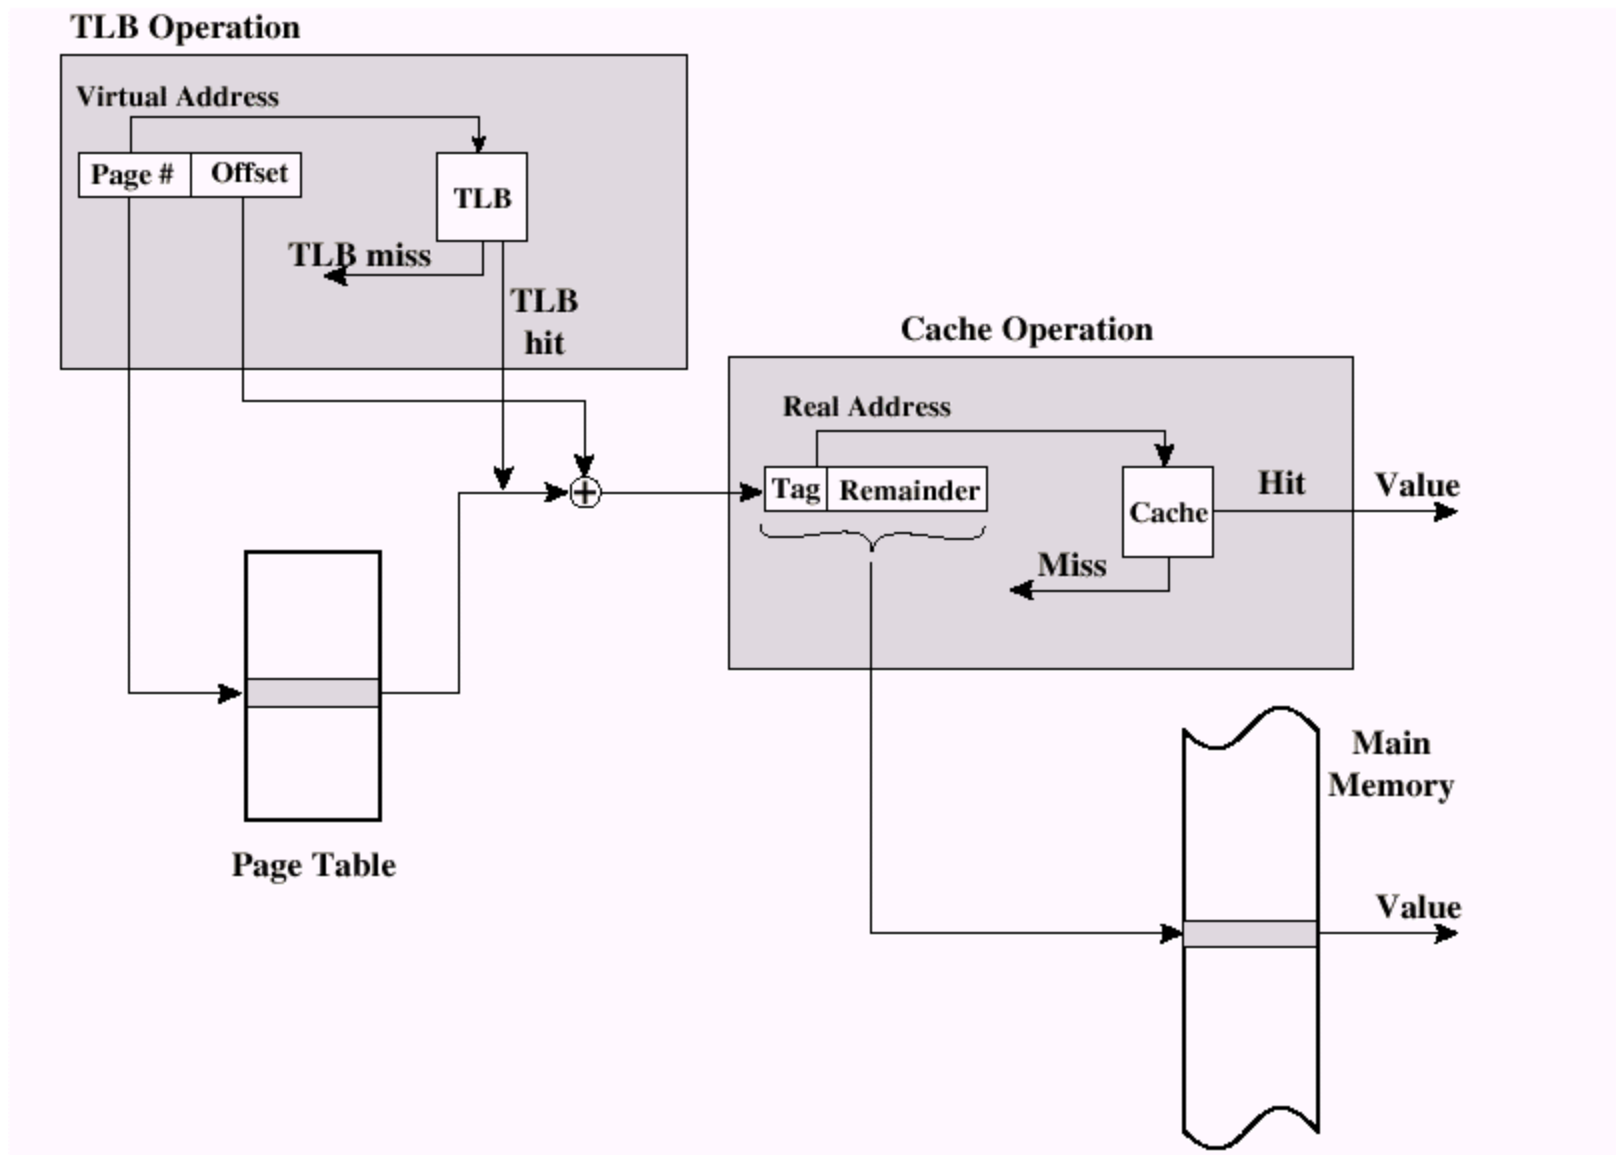 TLB Operation
Virtual Address
Page # Offset
TLB
TLB miss
TLB
hit
Cache Operation
Real Address
Tag Remainder
Cache
Hit
Value
Miss
Page Table
Main
Memory
Value